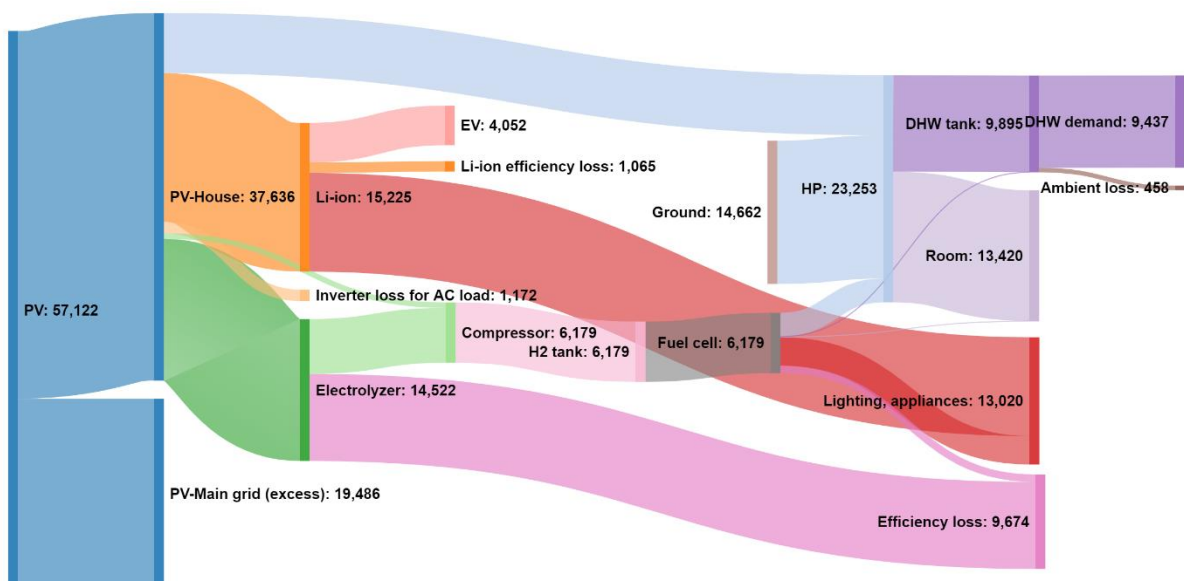 EV: 4,052
DHW tank: 9,895
DHW demand: 9,437
Li-ion efficiency loss: 1,065
PV-House: 37,636
Li-ion: 15,225
HP: 23,253
Ambient loss: 458
Ground: 14,662
Room: 13,420
Inverter loss for AC load: 1,172
PV: 57,122
Compressor: 6,179
H2 tank: 6,179
Fuel cell: 6,179
Electrolyzer: 14,522
Lighting, appliances: 13,020
PV-Main grid (excess): 19,486
Efficiency loss: 9,674